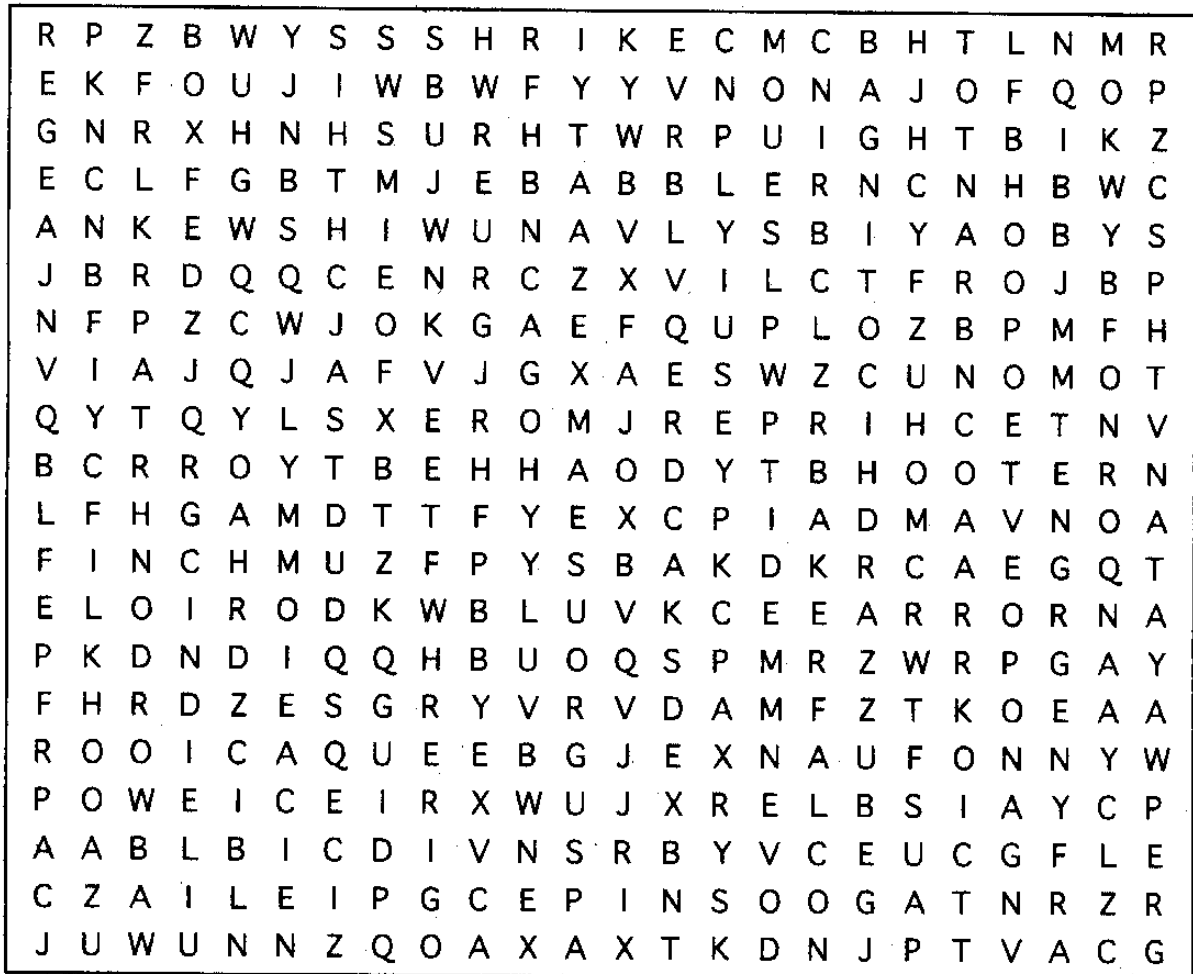 R P Z B W Y S S S H R I K E C M C B H T L N M R
E K F O U J I W B W F Y Y V N O N A J O F Q O P
G N R X H N H S U R H T W R P U I G H T B I K Z
E C L F G B T M J E B A B B L E R N C N H B W C
A N K E W S H I W U N A V L Y S B I Y A O B Y S
J B R D Q Q C E N R C Z X V I L C T F R O J B P
N F P Z C W J O K G A E F Q U P L O Z B P M F H
V I A J Q J A F V J G X A E S W Z C U N O M O T
Q Y T Q Y L S X E R O M J R E P R I H C E T N V
B C R R O Y T B E H H A O D Y T B H O O T E R N
L F H G A M D T T F Y E X C P I A D M A V N O A
F I N C H M U Z F P Y S B A K D K R C A E G Q T
E L O I R O D K W B L U V K C E E A R R O R N A
P K D N D I Q Q H B U O Q S P M R Z W R P G A Y
F H R D Z E S G R Y V R V D A M F Z T K O E A A
R O O I C A Q U E E B G J E X N A U F O N N Y W
P O W E I C E I R X W U J X R E L B S I A Y C P
A A B L B I C D I V N S R B Y V C E U C G F L E
C Z A I L E I P G C E P I N S O O G A T N R Z R
J U W U N N Z Q O A X A X T K D N J P T V A C G